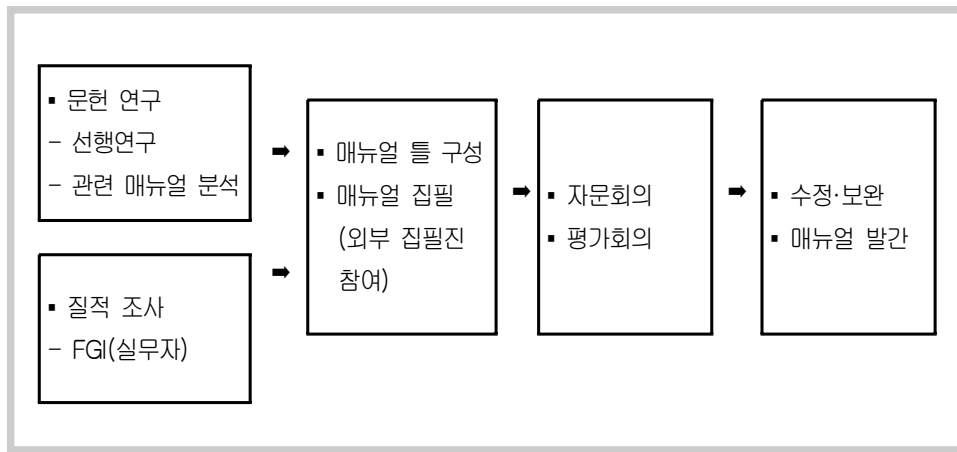 ▪ 문헌 연구
- 선행연구
- 관련 매뉴얼 분석
➡
▪ 질적 조사
- FGI(실무자)
➡
▪ 매뉴얼 틀 구성
▪ 매뉴얼 집필
(외부 집필진
참여)
➡
▪ 자문회의
▪ 평가회의
➡
▪ 수정·보완
▪ 매뉴얼 발간